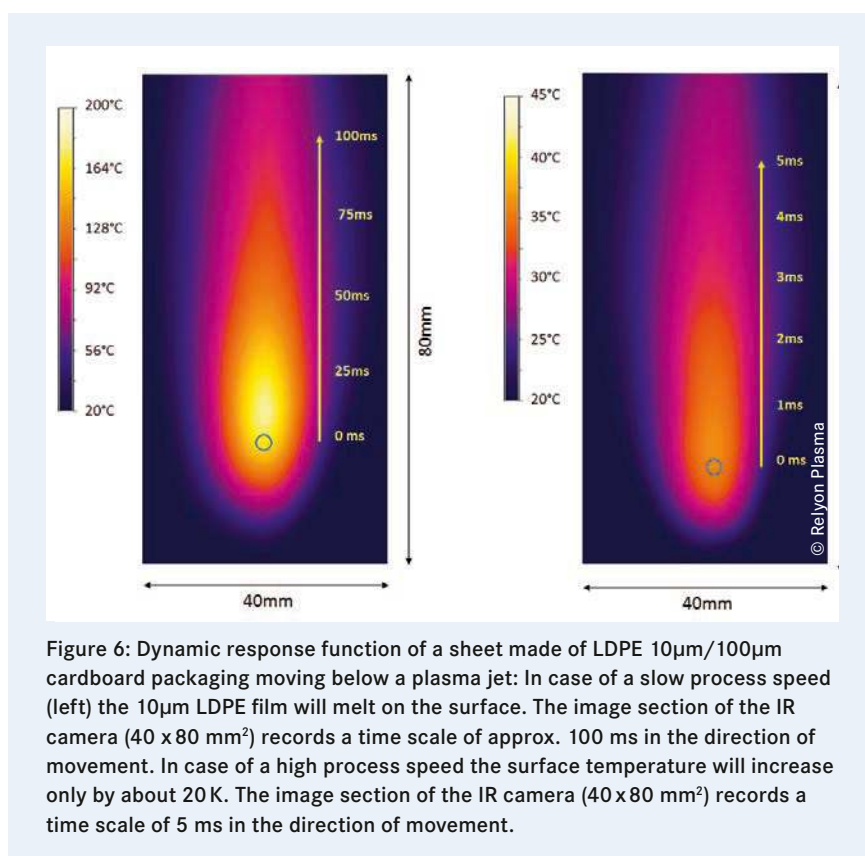 200°C
164°C
128°C
92°C
56°C
20°C
100ms
75ms
50ms
25ms
0 ms
40mm
80mm
45°C
40°C
35°C
30°C
25°C
20°C
5ms
4ms
3ms
2ms
1ms
0 ms
40mm
© Relyon Plasma
Figure 6: Dynamic response function of a sheet made of LDPE 10µm/100µm
cardboard packaging moving below a plasma jet: In case of a slow process speed
(left) the 10µm LDPE film will melt on the surface. The image section of the IR
camera (40 x 80 mm²) records a time scale of approx. 100 ms in the direction of
movement. In case of a high process speed the surface temperature will increase
only by about 20 K. The image section of the IR camera (40 x 80 mm²) records a
time scale of 5 ms in the direction of movement.